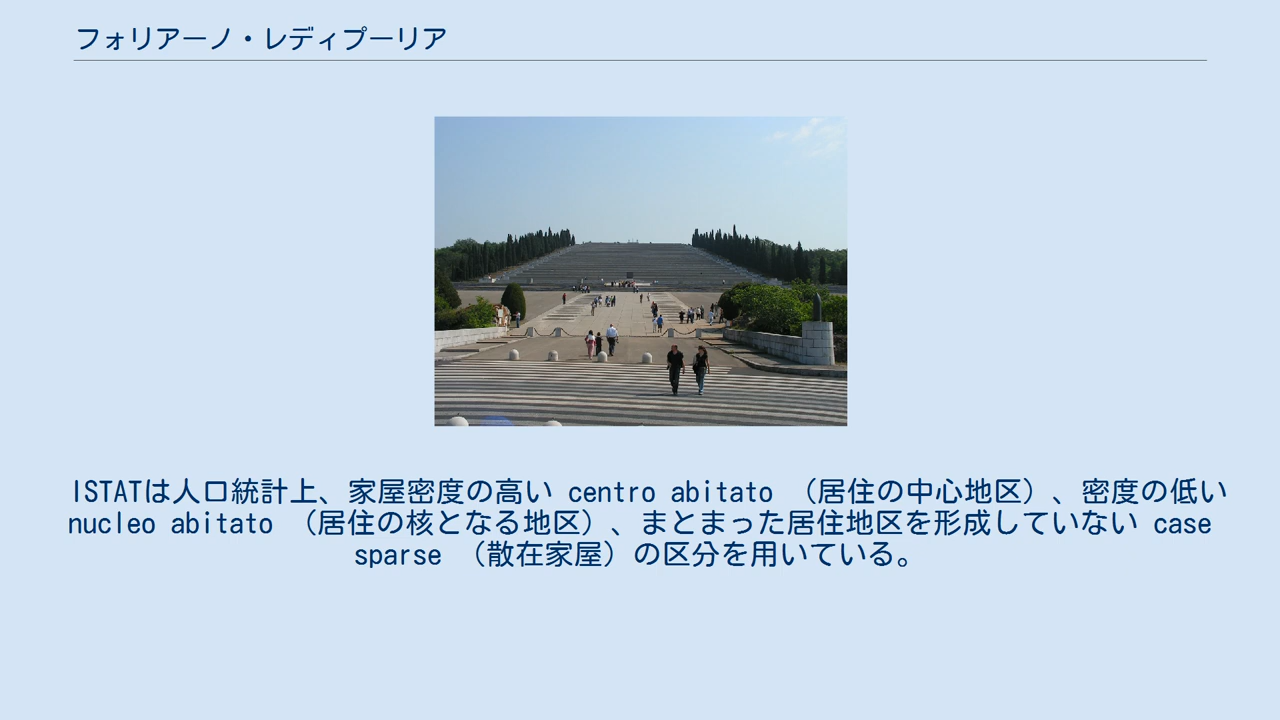 フォリアーノ・レディプーリア
ISTATは人口統計上、家屋密度の高い centro abitato （居住の中心地区）、密度の低い
nucleo abitato （居住の核となる地区）、まとまった居住地区を形成していない case
sparse （散在家屋）の区分を用いている。